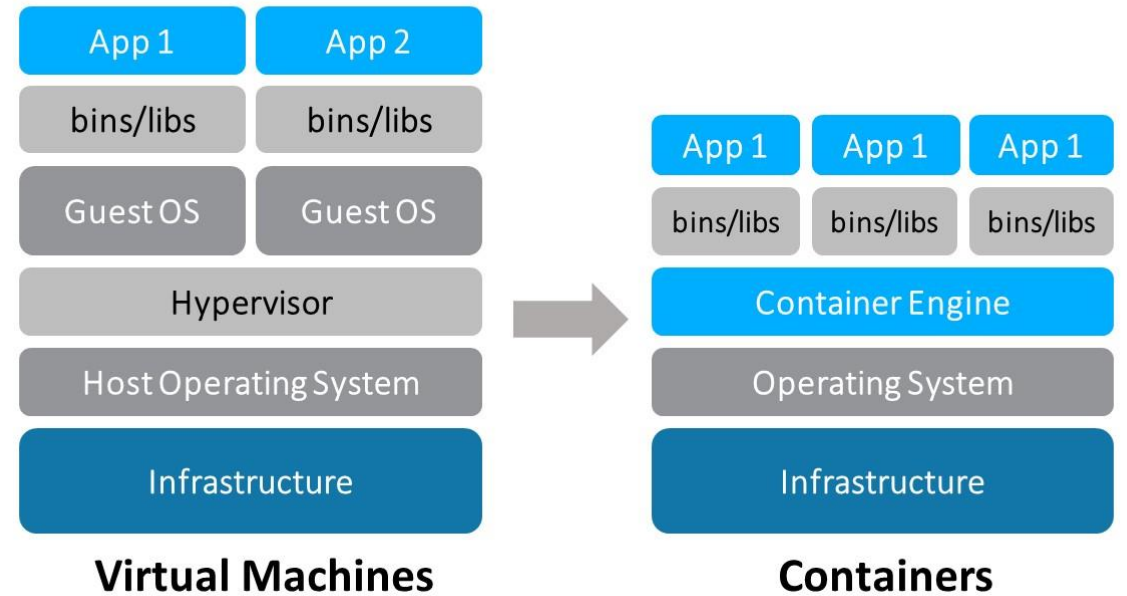 App 1
App 2
bins/libs
bins/libs
Guest OS
Guest OS
Hypervisor
Host Operating System
Infrastructure
Virtual Machines
App 1
App 1
App 1
bins/libs
bins/libs
bins/libs
Container Engine
Operating System
Infrastructure
Containers